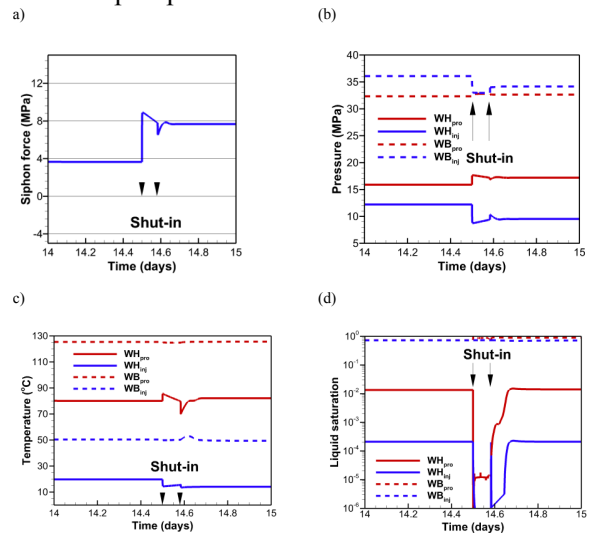 a)
Siphon force (MPa)
12
8
4
0
-4
Shut-in
14 14.2 14.4 14.6 14.8 15
Time (days)
(b)
Pressure (MPa)
40
35
30
25
20
15
10
5
WHpro
WHinj
WBpro
WBinj
Shut-in
14 14.2 14.4 14.6 14.8 15
Time (days)
c)
Temperature (°C)
130
110
90
70
50
30
10
WHpro
WHinj
WBpro
WBinj
Shut-in
14 14.2 14.4 14.6 14.8 15
Time (days)
(d)
Liquid saturation
10^0
10^-1
10^-2
10^-3
10^-4
10^-5
10^-6
Shut-in
WHpro
WHinj
WBpro
WBinj
14 14.2 14.4 14.6 14.8 15
Time (days)